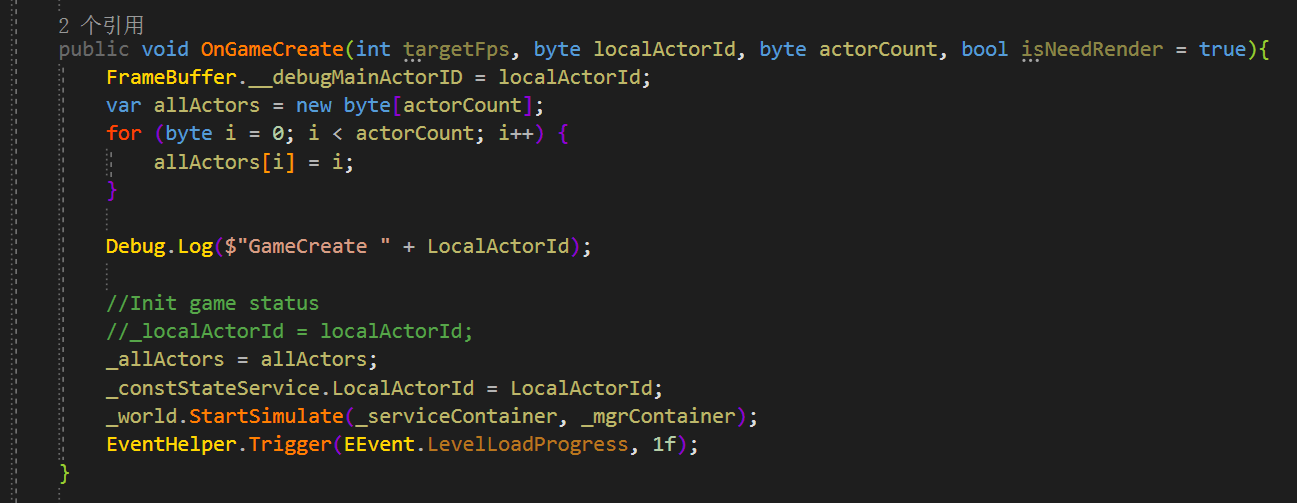 2 个引用
public void OnGameCreate(int targetFps, byte localActorId, byte actorCount, bool isNeedRender = true){
FrameBuffer.__debugMainActorID = localActorId;
var allActors = new byte[actorCount];
for (byte i = 0; i < actorCount; i++) {
allActors[i] = i;
}
Debug.Log($"GameCreate " + LocalActorId);
//Init game status
//_localActorId = localActorId;
_allActors = allActors;
_constStateService.LocalActorId = LocalActorId;
_world.StartSimulate(_serviceContainer, _mgrContainer);
EventHelper.Trigger(EEvent.LevelLoadProgress, 1f);
}